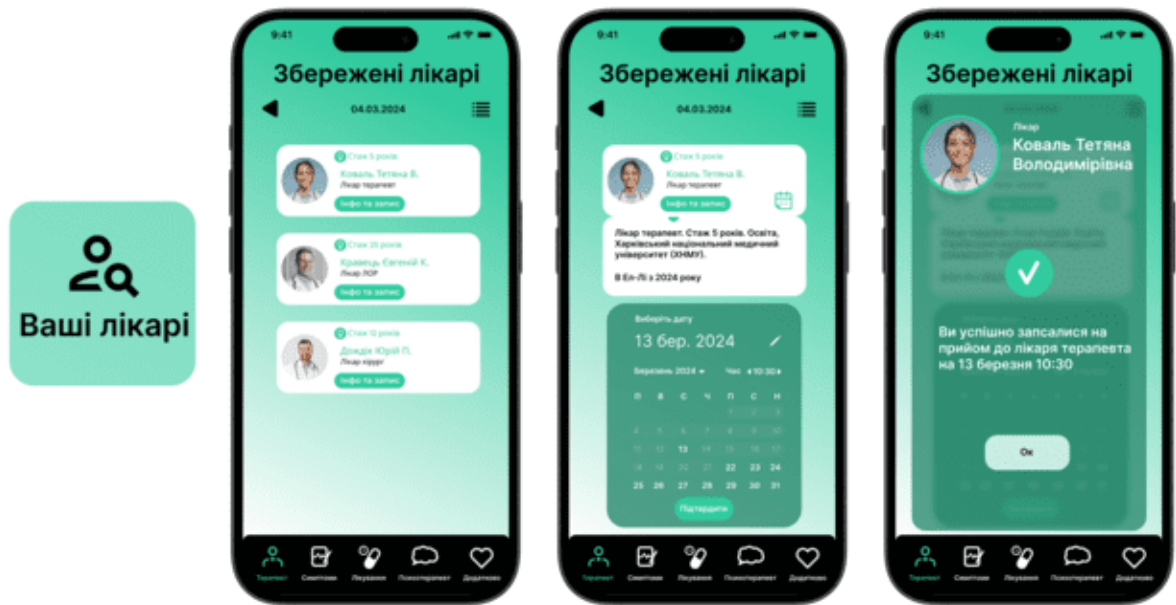 Ваші лікарі
9:41
Збережені лікарі
04.03.2024
Стаж 5 років
Коваль Тетяна В.
Лікар терапевт
Інфо та запис
Стаж 25 років
Кравець Євгеній К.
Лікар ЛОР
Інфо та запис
Стаж 12 років
Дождік Юрій П.
Лікар хірург
Інфо та запис
Терапевт Симптоми Лікування Психотерапевт Додатково
9:41
Збережені лікарі
04.03.2024
Стаж 5 років
Коваль Тетяна В.
Лікар терапевт
Інфо та запис
Лікар терапевт. Стаж 5 років. Освіта,
Харківський національний медичний
університет (ХНМУ).
В Ел-Лі з 2024 року
Виберіть дату
13 бер. 2024
Березень 2024 Час 10:30
П В С Ч П С Н
1 2 3
4 5 6 7 8 9 10
11 12 13 14 15 16 17
18 19 20 21 22 23 24
25 26 27 28 29 30 31
Підтвердити
Терапевт Симптоми Лікування Психотерапевт Додатково
9:41
Збережені лікарі
Лікар
Коваль Тетяна
Володимирівна
Ви успішно запсалися на
прийом до лікаря терапевта
на 13 березня 10:30
Ок
Терапевт Симптоми Лікування Психотерапевт Додатково